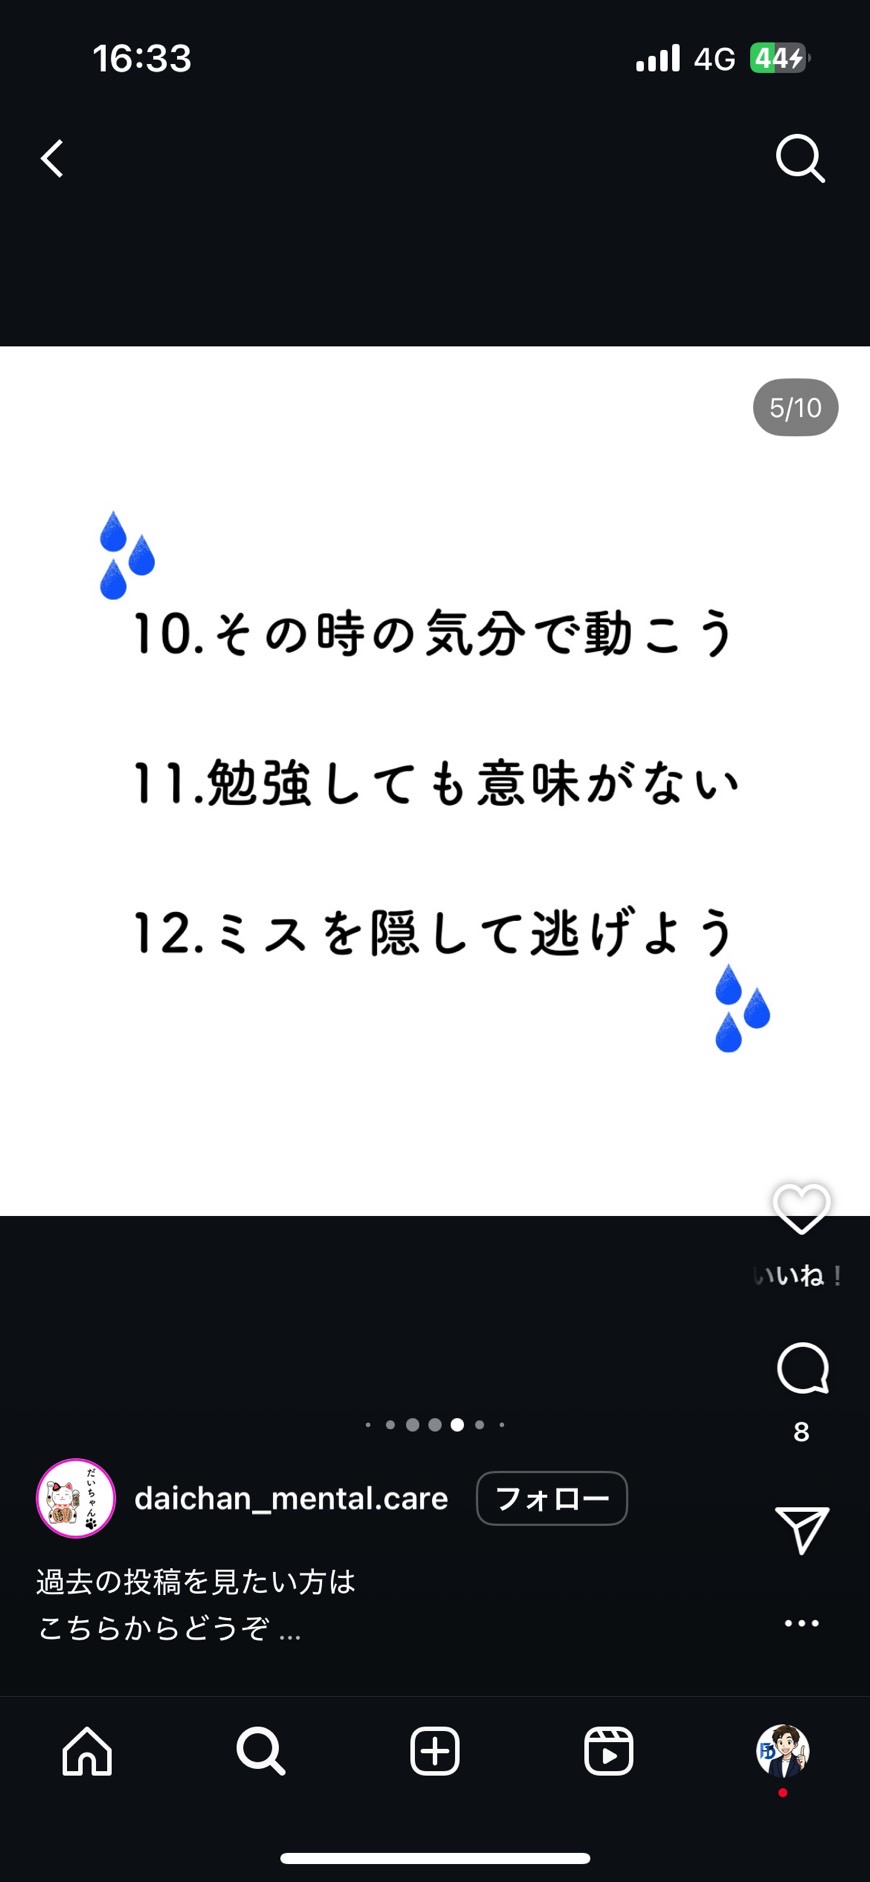 16:33
4G 44
5/10
10.その時の気分で動こう
11.勉強しても意味がない
12.ミスを隠して逃げよう
いいね！
8
だいちゃん
daichan_mental.care フォロー
過去の投稿を見たい方は
こちらからどうぞ ...